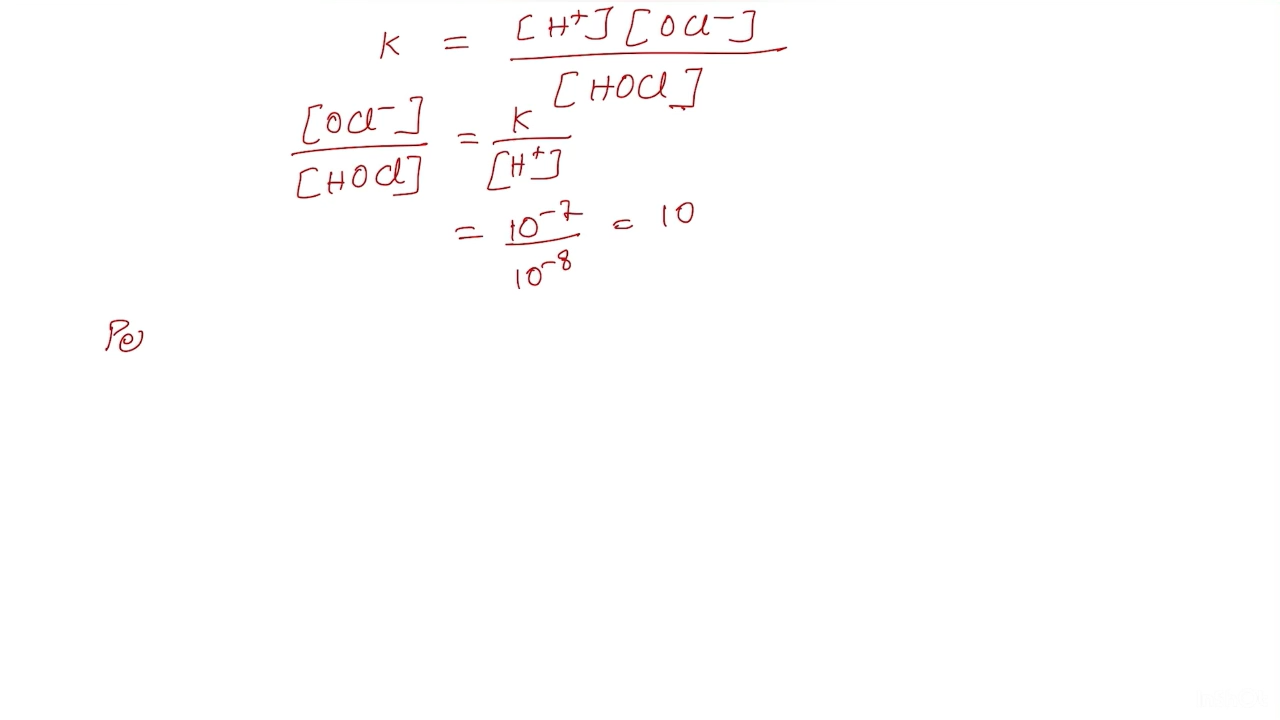 K = [H⁺][OCl⁻] / [HOCl]
[OCl⁻] / [HOCl] = K / [H⁺]
= 10⁻⁷ / 10⁻⁸ = 10
Pe